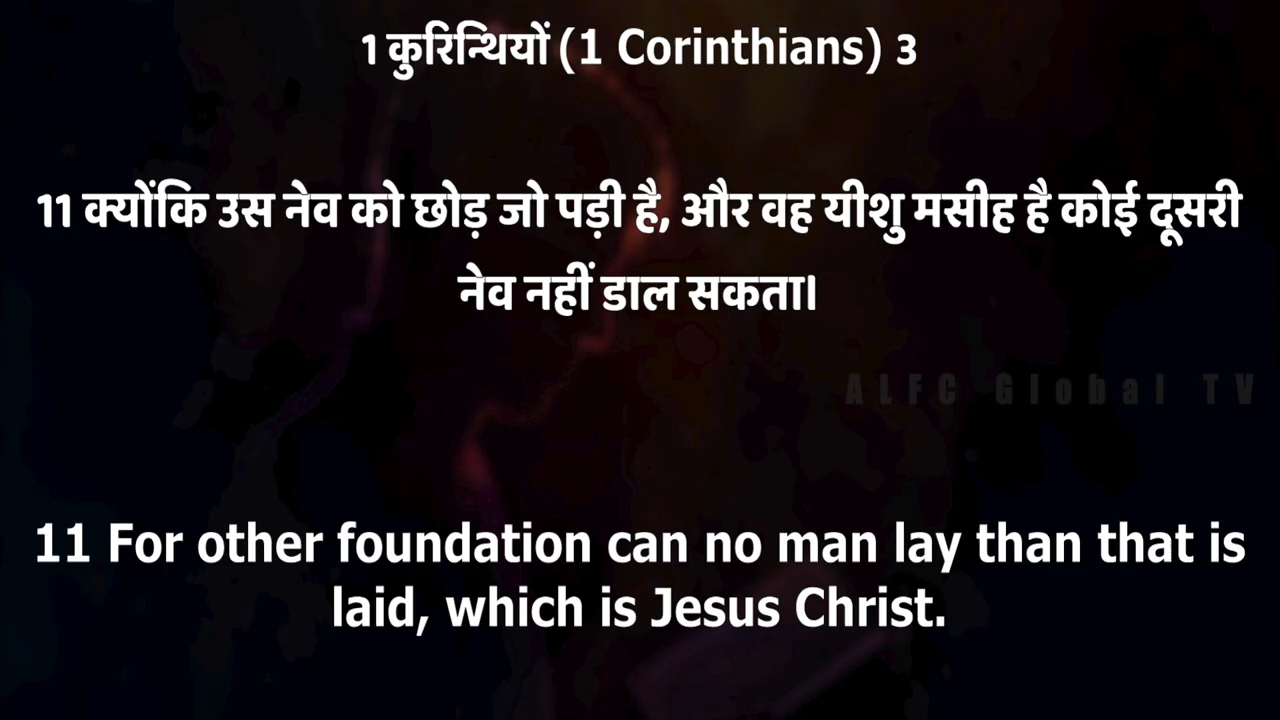 1 कुरिन्थियों (1 Corinthians) 3
11 क्योंकि उस नेव को छोड़ जो पड़ी है, और वह यीशु मसीह है कोई दूसरी
नेव नहीं डाल सकता।
ALFC Global TV
11 For other foundation can no man lay than that is
laid, which is Jesus Christ.